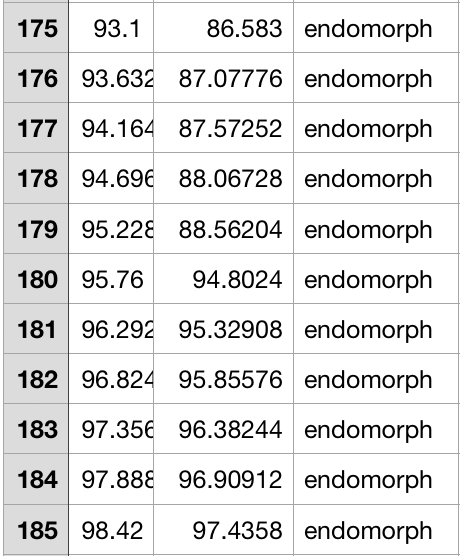 175 93.1 86.583 endomorph
176 93.632 87.07776 endomorph
177 94.164 87.57252 endomorph
178 94.696 88.06728 endomorph
179 95.228 88.56204 endomorph
180 95.76 94.8024 endomorph
181 96.292 95.32908 endomorph
182 96.824 95.85576 endomorph
183 97.356 96.38244 endomorph
184 97.888 96.90912 endomorph
185 98.42 97.4358 endomorph